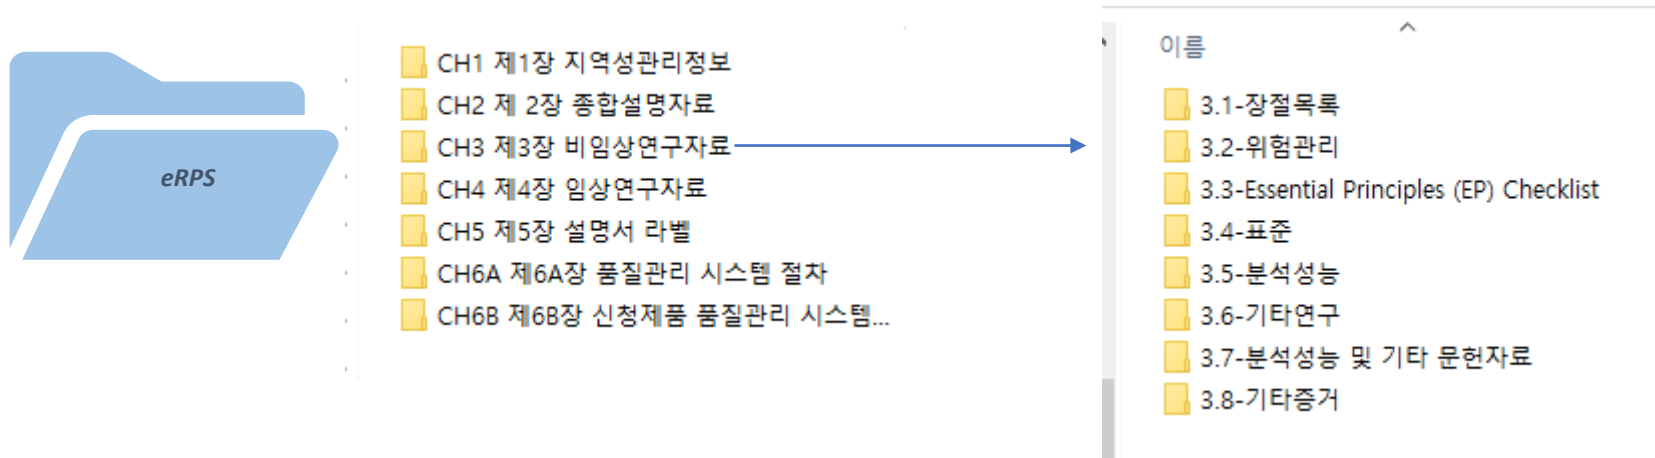 eRPS
CH1 제1장 지역성관리정보
CH2 제 2장 종합설명자료
CH3 제3장 비임상연구자료
CH4 제4장 임상연구자료
CH5 제5장 설명서 라벨
CH6A 제6A장 품질관리 시스템 절차
CH6B 제6B장 신청제품 품질관리 시스템...
이름
3.1-장절목록
3.2-위험관리
3.3-Essential Principles (EP) Checklist
3.4-표준
3.5-분석성능
3.6-기타연구
3.7-분석성능 및 기타 문헌자료
3.8-기타증거